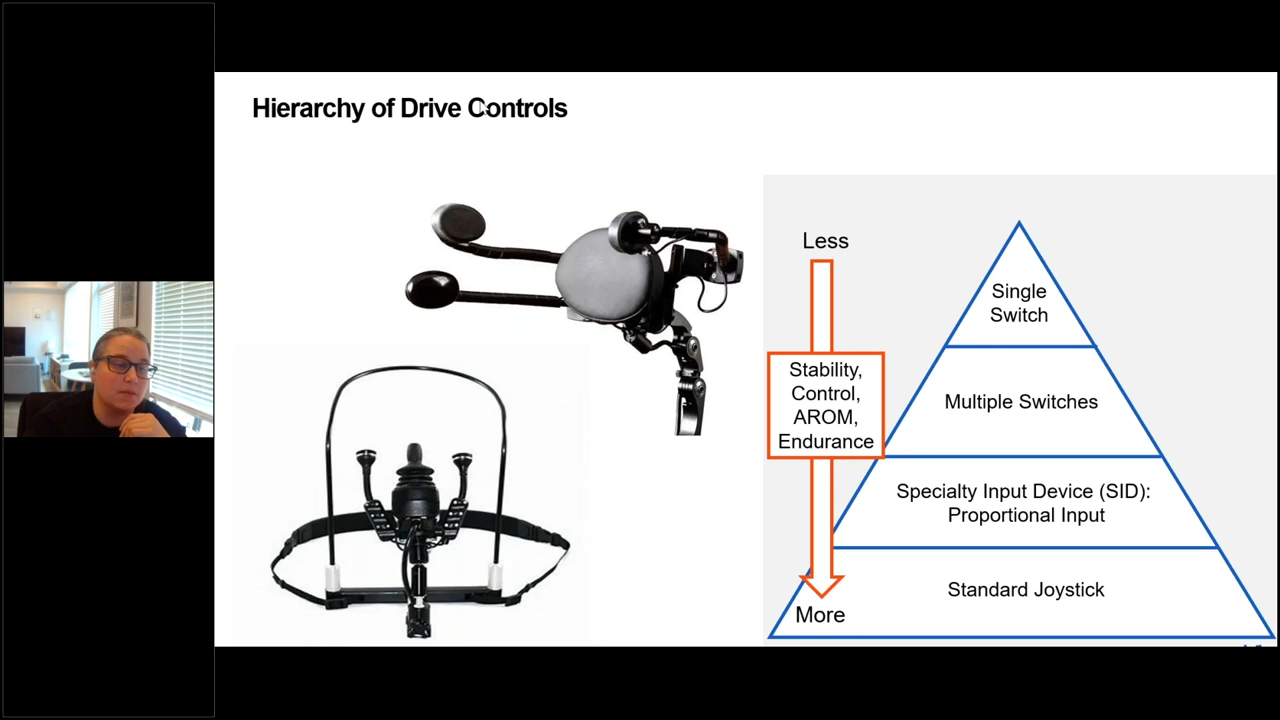 Hierarchy of Drive Controls
Less
Stability,
Control,
AROM,
Endurance
More
Single
Switch
Multiple Switches
Specialty Input Device (SID):
Proportional Input
Standard Joystick